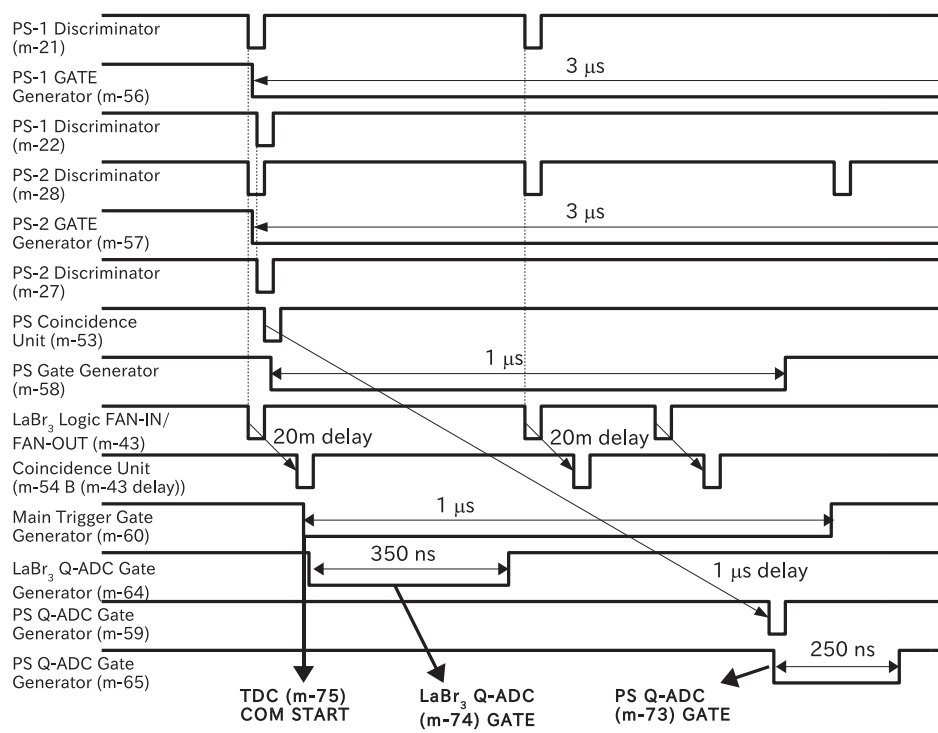 PS-1 Discriminator
(m-21)
3 μs
PS-1 GATE
Generator (m-56)
PS-1 Discriminator
(m-22)
PS-2 Discriminator
(m-28)
3 μs
PS-2 GATE
Generator (m-57)
PS-2 Discriminator
(m-27)
PS Coincidence
Unit (m-53)
1 μs
PS Gate Generator
(m-58)
LaBr₃ Logic FAN-IN/
FAN-OUT (m-43)
20m delay
20m delay
Coincidence Unit
(m-54 B (m-43 delay))
1 μs
Main Trigger Gate
Generator (m-60)
350 ns
LaBr₃ Q-ADC Gate
Generator (m-64)
1 μs delay
PS Q-ADC Gate
Generator (m-59)
250 ns
PS Q-ADC Gate
Generator (m-65)
TDC (m-75)
COM START
LaBr₃ Q-ADC
(m-74) GATE
PS Q-ADC
(m-73) GATE